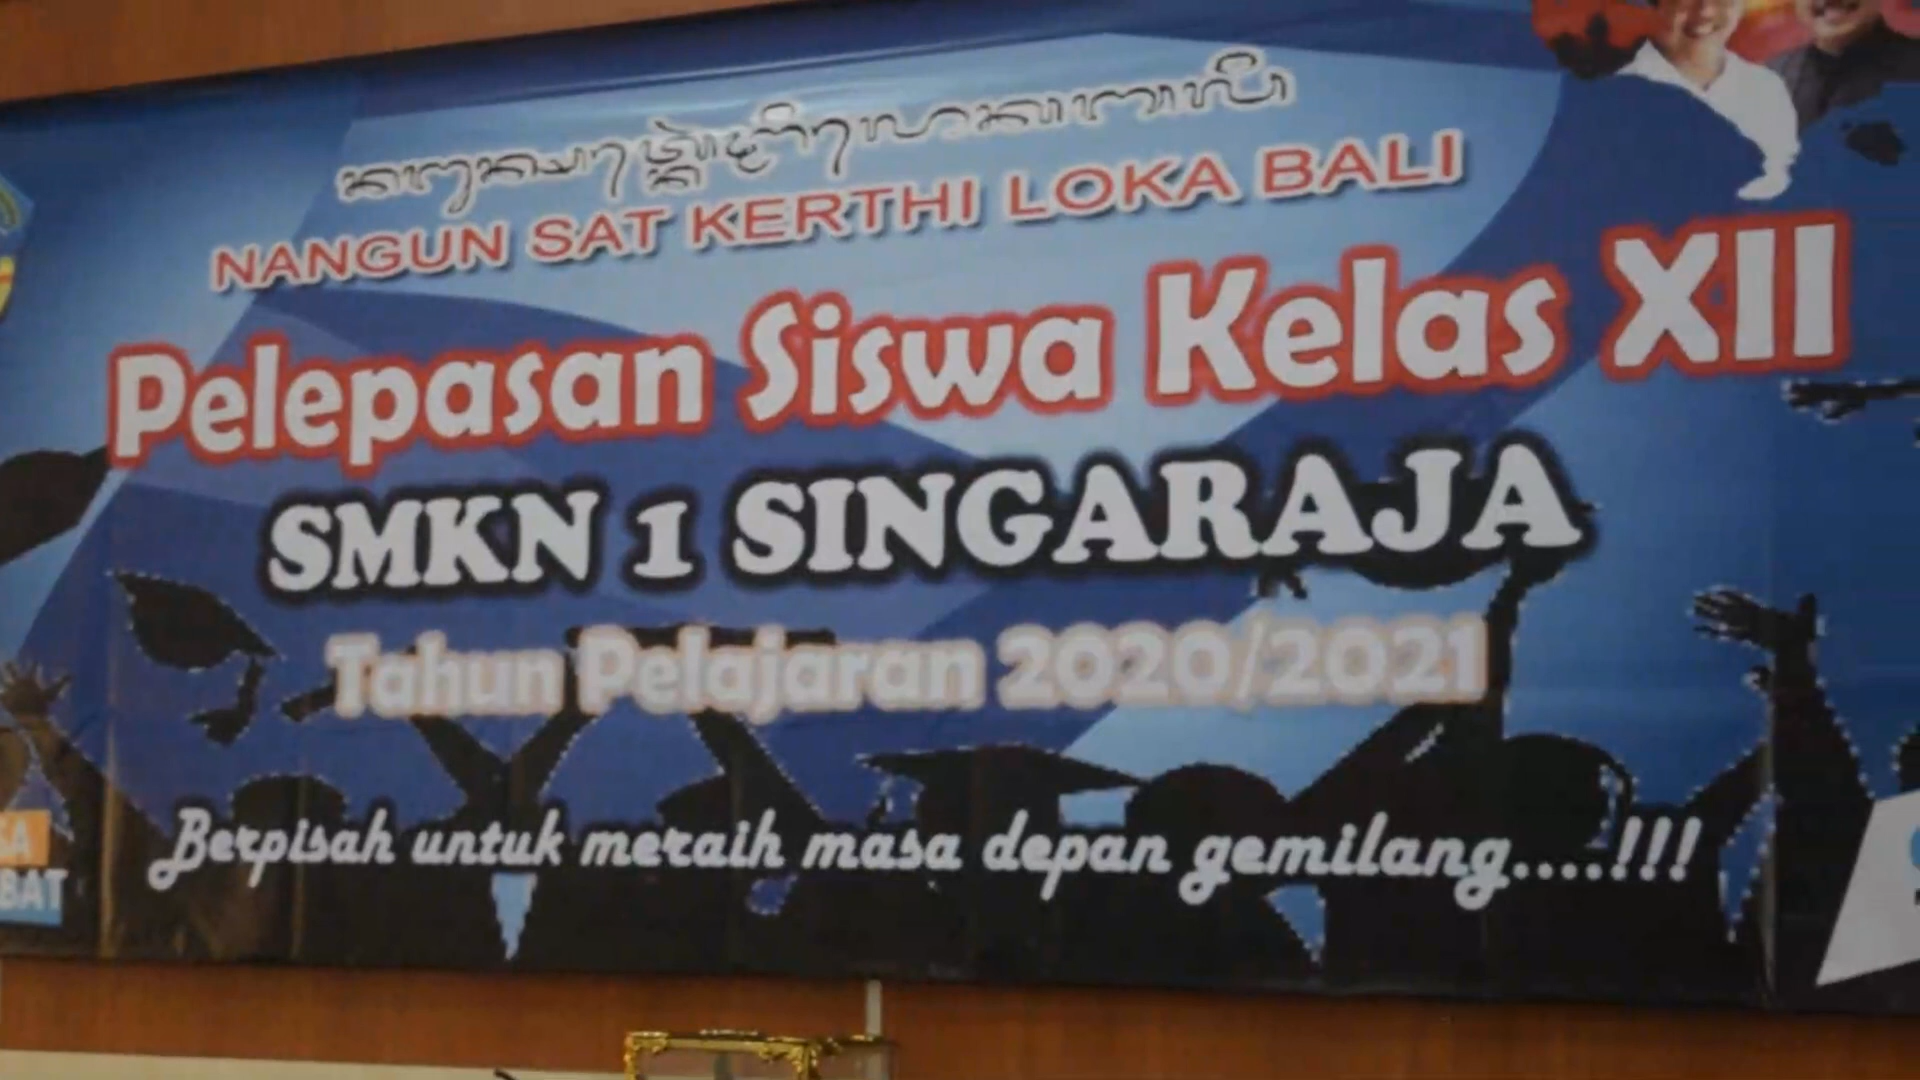 NANGUN SAT KERTHI LOKA BALI
Pelepasan Siswa Kelas XII
SMKN 1 SINGARAJA
Tahun Pelajaran 2020/2021
Berpisah untuk meraih masa depan gemilang....!!!